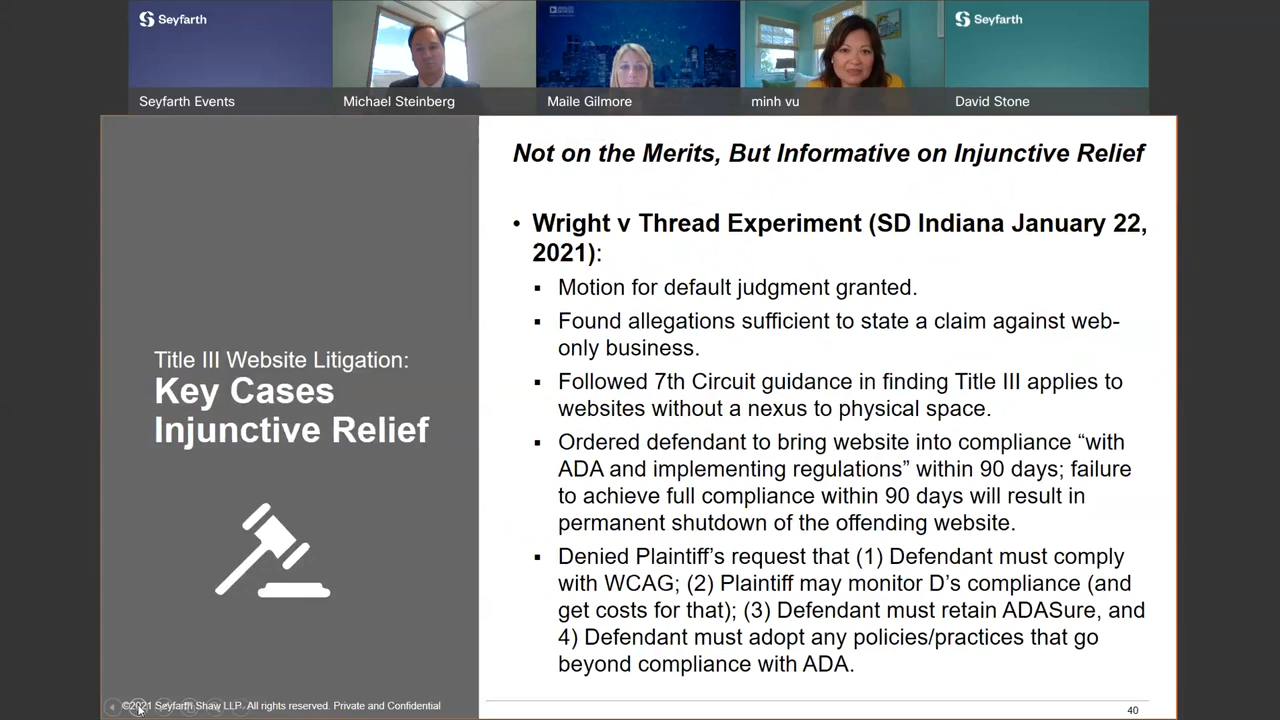 Seyfarth
Seyfarth
Seyfarth Events
Michael Steinberg
Maile Gilmore
minh vu
David Stone
Title III Website Litigation:
Key Cases
Injunctive Relief
©2021 Seyfarth Shaw LLP. All rights reserved. Private and Confidential
Not on the Merits, But Informative on Injunctive Relief
• Wright v Thread Experiment (SD Indiana January 22,
2021):
▪ Motion for default judgment granted.
▪ Found allegations sufficient to state a claim against web-
only business.
▪ Followed 7th Circuit guidance in finding Title III applies to
websites without a nexus to physical space.
▪ Ordered defendant to bring website into compliance “with
ADA and implementing regulations” within 90 days; failure
to achieve full compliance within 90 days will result in
permanent shutdown of the offending website.
▪ Denied Plaintiff’s request that (1) Defendant must comply
with WCAG; (2) Plaintiff may monitor D’s compliance (and
get costs for that); (3) Defendant must retain ADASure, and
4) Defendant must adopt any policies/practices that go
beyond compliance with ADA.
40